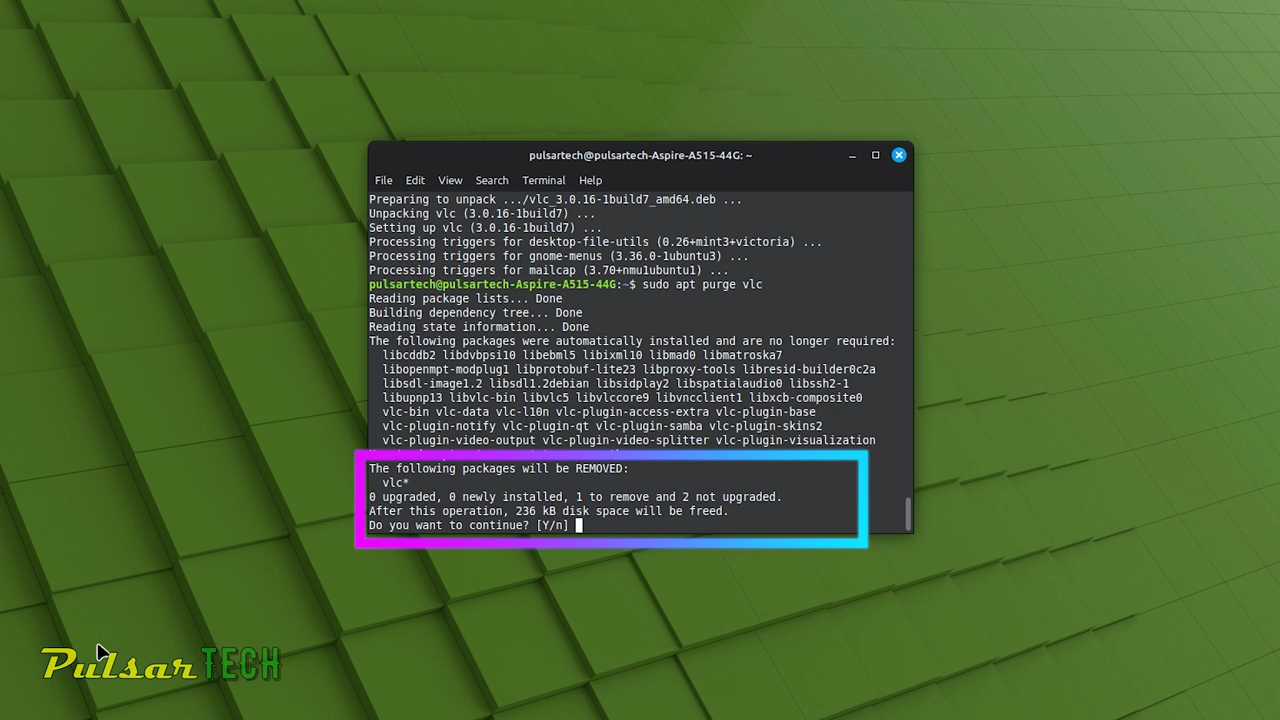 pulsartech@pulsartech-Aspire-A515-44G: ~
File Edit View Search Terminal Help
Preparing to unpack .../vlc_3.0.16-1build7_amd64.deb ...
Unpacking vlc (3.0.16-1build7) ...
Setting up vlc (3.0.16-1build7) ...
Processing triggers for desktop-file-utils (0.26+mint3+victoria) ...
Processing triggers for gnome-menus (3.36.0-1ubuntu3) ...
Processing triggers for mailcap (3.70+nmu1ubuntu1) ...
pulsartech@pulsartech-Aspire-A515-44G:~$ sudo apt purge vlc
Reading package lists... Done
Building dependency tree... Done
Reading state information... Done
The following packages were automatically installed and are no longer required:
libcddb2 libdvbpsi10 libebml5 libixml10 libmad0 libmatroska7
libopenmpt-modplug1 libprotobuf-lite23 libproxy-tools libresid-builder0c2a
libsdl-image1.2 libsdl1.2debian libsidplay2 libspatialaudio0 libssh2-1
libupnp13 libvlc-bin libvlc5 libvlccore9 libvncclient1 libxcb-composite0
vlc-bin vlc-data vlc-l10n vlc-plugin-access-extra vlc-plugin-base
vlc-plugin-notify vlc-plugin-qt vlc-plugin-samba vlc-plugin-skins2
vlc-plugin-video-output vlc-plugin-video-splitter vlc-plugin-visualization
The following packages will be REMOVED:
vlc*
0 upgraded, 0 newly installed, 1 to remove and 2 not upgraded.
After this operation, 236 kB disk space will be freed.
Do you want to continue? [Y/n]
Pulsar TECH